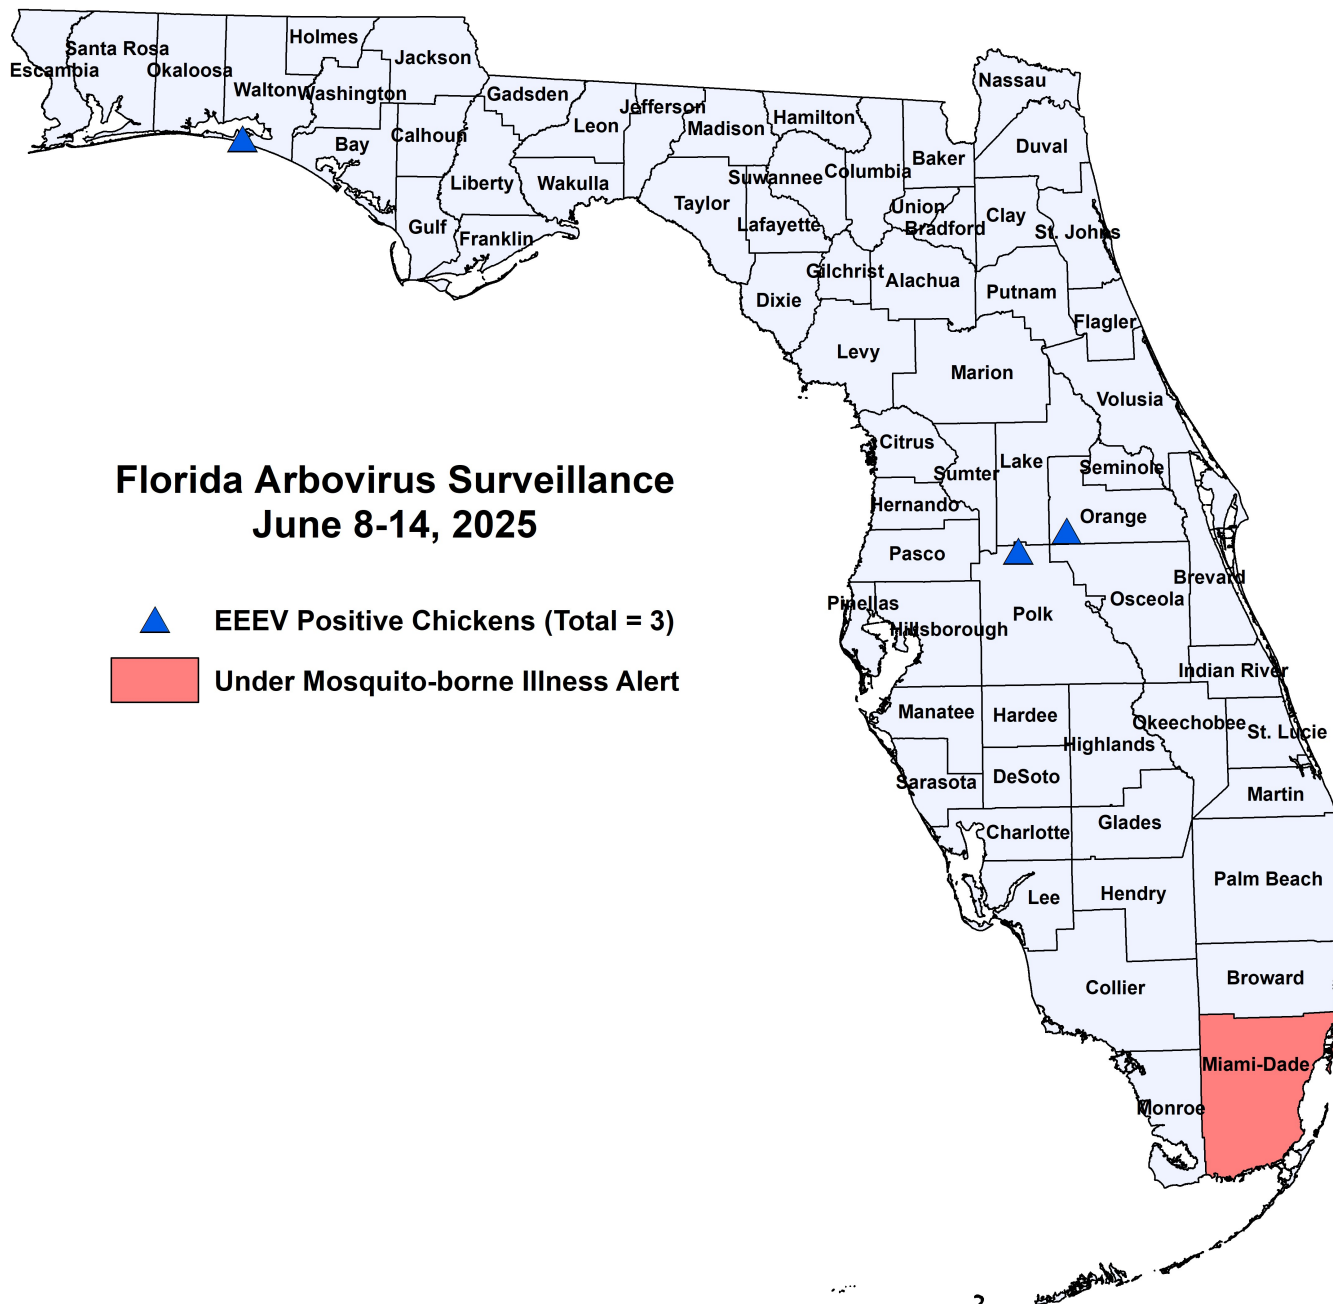 Holmes
Jackson
Santa Rosa
Escambia
Okaloosa
Walton
Washington
Nassau
Gadsden
Jefferson
Hamilton
Leon
Madison
Calhoun
Bay
Duval
Baker
Columbia
Suwannee
Liberty
Wakulla
Taylor
Union
Clay
Lafayette
Bradford
St. Johns
Gulf
Franklin
Gilchrist
Alachua
Putnam
Dixie
Flagler
Levy
Marion
Volusia
Citrus
Lake
Seminole
Sumter
Florida Arbovirus Surveillance
June 8-14, 2025
Hernando
Orange
Pasco
Brevard
Osceola
Pinellas
Polk
EEEV Positive Chickens (Total = 3)
Hillsborough
Indian River
Under Mosquito-borne Illness Alert
Manatee
Hardee
Okeechobee
St. Lucie
Highlands
DeSoto
Sarasota
Martin
Glades
Charlotte
Palm Beach
Hendry
Lee
Broward
Collier
Miami-Dade
Monroe